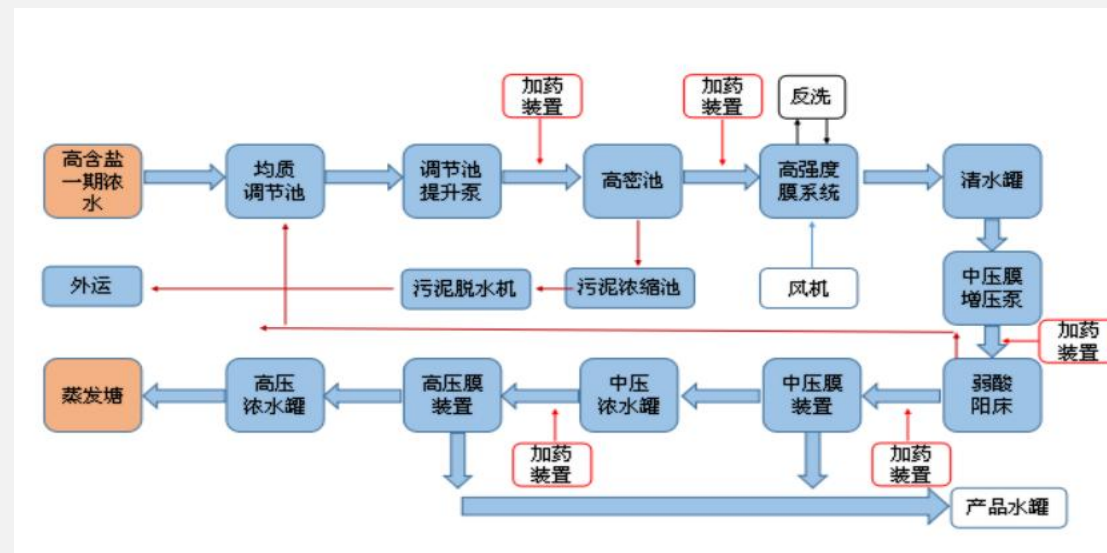 加药
装置
加药
装置
反洗
高含盐
一期浓
水
均质
调节池
调节池
提升泵
高密池
高强度
膜系统
清水罐
外运
污泥脱水机
污泥浓缩池
风机
中压膜
增压泵
加药
装置
蒸发塘
高压
浓水罐
高压膜
装置
中压
浓水罐
中压膜
装置
弱酸
阳床
加药
装置
加药
装置
产品水罐